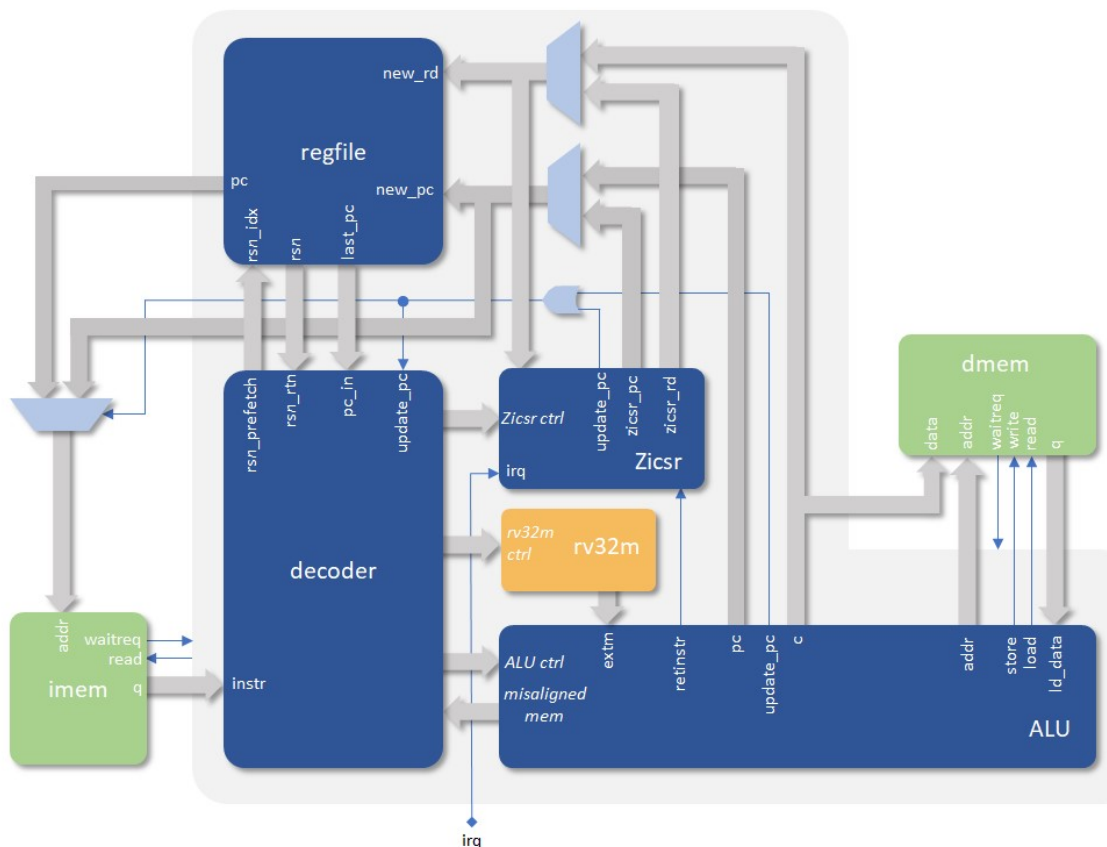 new_rd
regfile
pc
new_pc
rsn_idx
rsn
last_pc
dmem
data
addr
waitreq
write
read
q
rsn_prefetch
rsn_rtn
pc_in
update_pc
Zicsr ctrl
update_pc
zicsr_pc
zicsr_rd
Zicsr
irq
rv32m
ctrl
rv32m
decoder
addr
waitreq
read
imem
q
instr
ALU ctrl
misaligned
mem
extm
retinstr
pc
update_pc
c
addr
store
load
ld_data
ALU
irq